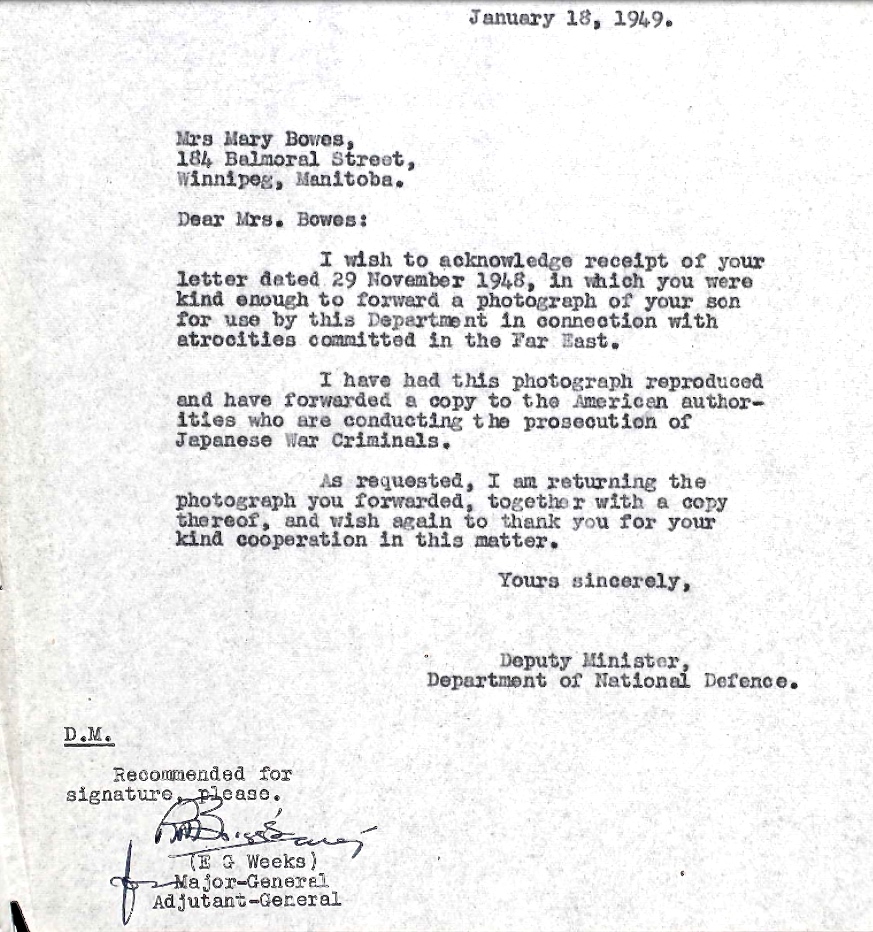 January 18, 1949.
Mrs Mary Bowes,
184 Balmoral Street,
Winnipeg, Manitoba.
Dear Mrs. Bowes:
I wish to acknowledge receipt of your
letter dated 29 November 1948, in which you were
kind enough to forward a photograph of your son
for use by this Department in connection with
atrocities committed in the Far East.
I have had this photograph reproduced
and have forwarded a copy to the American author-
ities who are conducting the prosecution of
Japanese War Criminals.
As requested, I am returning the
photograph you forwarded, together with a copy
thereof, and wish again to thank you for your
kind cooperation in this matter.
Yours sincerely,
Deputy Minister,
Department of National Defence.
D.M.
Recommended for
signature, please.
(E G Weeks)
Major-General
Adjutant-General